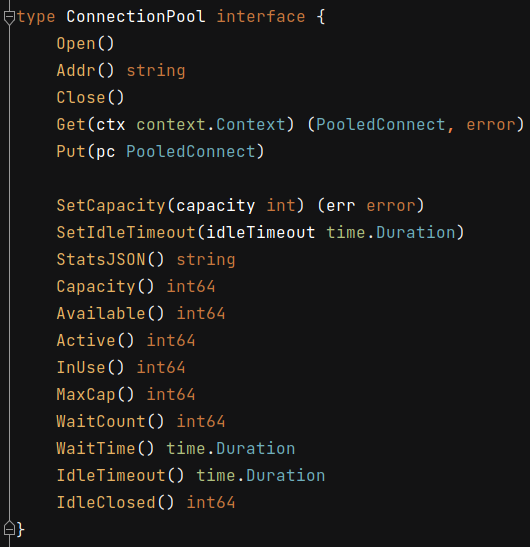 type ConnectionPool interface {
    Open()
    Addr() string
    Close()
    Get(ctx context.Context) (PooledConnect, error)
    Put(pc PooledConnect)

    SetCapacity(capacity int) (err error)
    SetIdleTimeout(idleTimeout time.Duration)
    StatsJSON() string
    Capacity() int64
    Available() int64
    Active() int64
    InUse() int64
    MaxCap() int64
    WaitCount() int64
    WaitTime() time.Duration
    IdleTimeout() time.Duration
    IdleClosed() int64
}